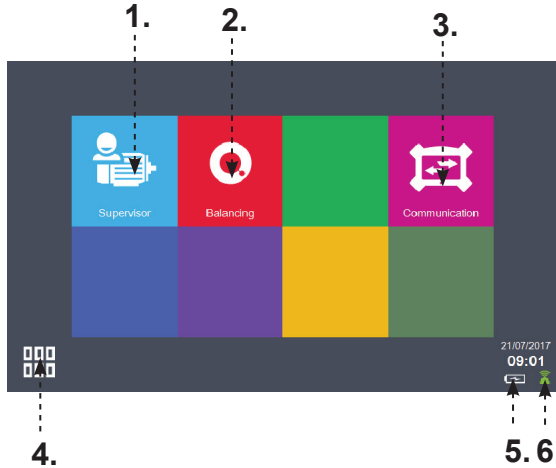 1. 2. 3.
Supervisor Balancing Communication
21/07/2017
09:01
4. 5. 6